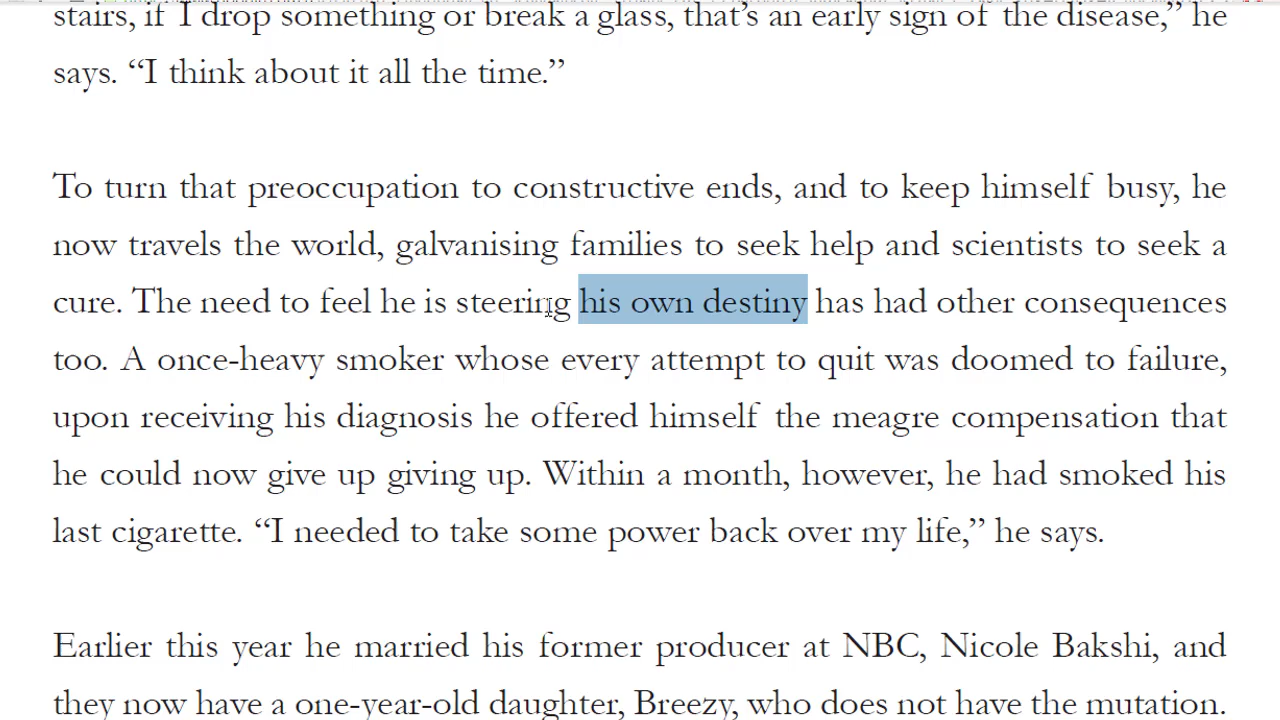 stairs, if I drop something or break a glass, that’s an early sign of the disease,” he
says. “I think about it all the time.”
To turn that preoccupation to constructive ends, and to keep himself busy, he
now travels the world, galvanising families to seek help and scientists to seek a
cure. The need to feel he is steering his own destiny has had other consequences
too. A once-heavy smoker whose every attempt to quit was doomed to failure,
upon receiving his diagnosis he offered himself the meagre compensation that
he could now give up giving up. Within a month, however, he had smoked his
last cigarette. “I needed to take some power back over my life,” he says.
Earlier this year he married his former producer at NBC, Nicole Bakshi, and
they now have a one-year-old daughter, Breezy, who does not have the mutation.